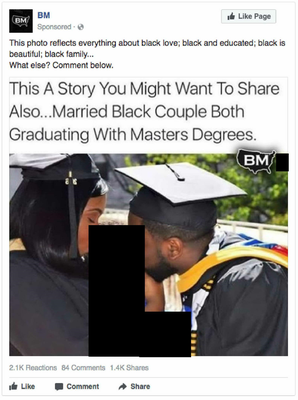 BM
BM
Sponsored ·
Like Page
This photo reflects everything about black love; black and educated; black is
beautiful; black family...
What else? Comment below.
This A Story You Might Want To Share
Also...Married Black Couple Both
Graduating With Masters Degrees.
BM
2.1K Reactions 84 Comments 1.4K Shares
Like Comment Share